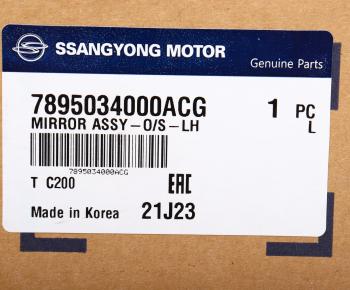 SSANGYONG MOTOR
Genuine Parts
7895034000ACG 1 PC
MIRROR ASSY-O/S-LH L
7895034000ACG
T C200 EAC
Made in Korea 21J23